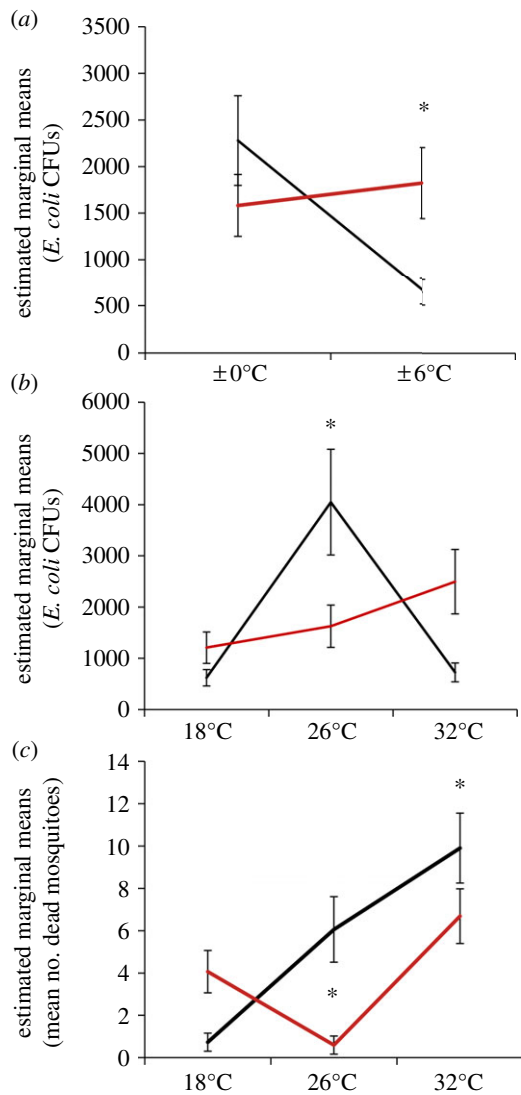 (a)
estimated marginal means
(E. coli CFUs)
3500
3000
2500
2000
1500
1000
500
0
*
±0°C ±6°C
(b)
estimated marginal means
(E. coli CFUs)
6000
5000
4000
3000
2000
1000
0
*
18°C 26°C 32°C
(c)
estimated marginal means
(mean no. dead mosquitoes)
14
12
10
8
6
4
2
0
*
*
18°C 26°C 32°C